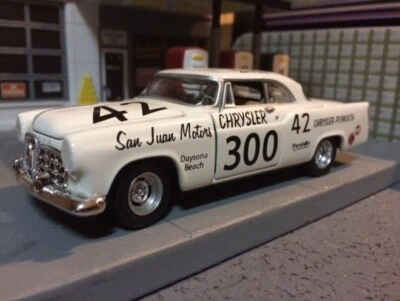 42
San Juan Motors
Daytona
Beach
CHRYSLER
300
42
CHRYSLER-PLYMOUTH